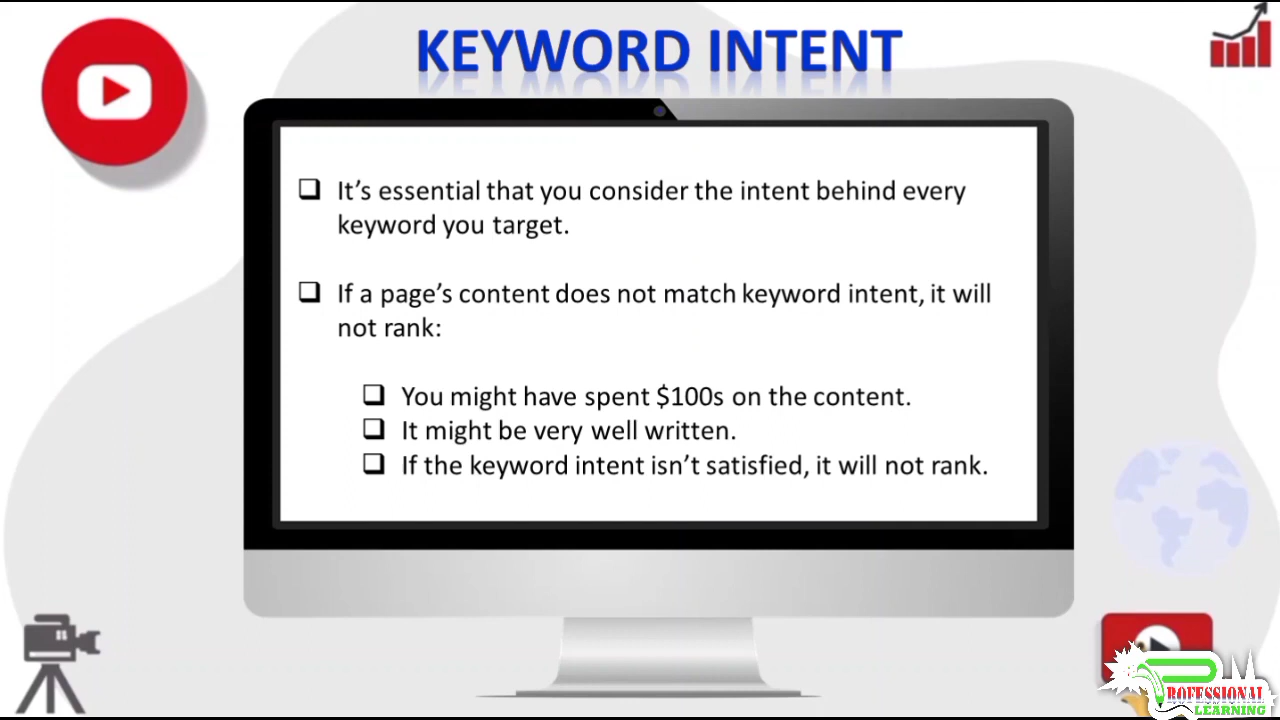 KEYWORD INTENT
It’s essential that you consider the intent behind every
keyword you target.
If a page’s content does not match keyword intent, it will
not rank:
You might have spent $100s on the content.
It might be very well written.
If the keyword intent isn’t satisfied, it will not rank.
PROFESSIONAL
LEARNING